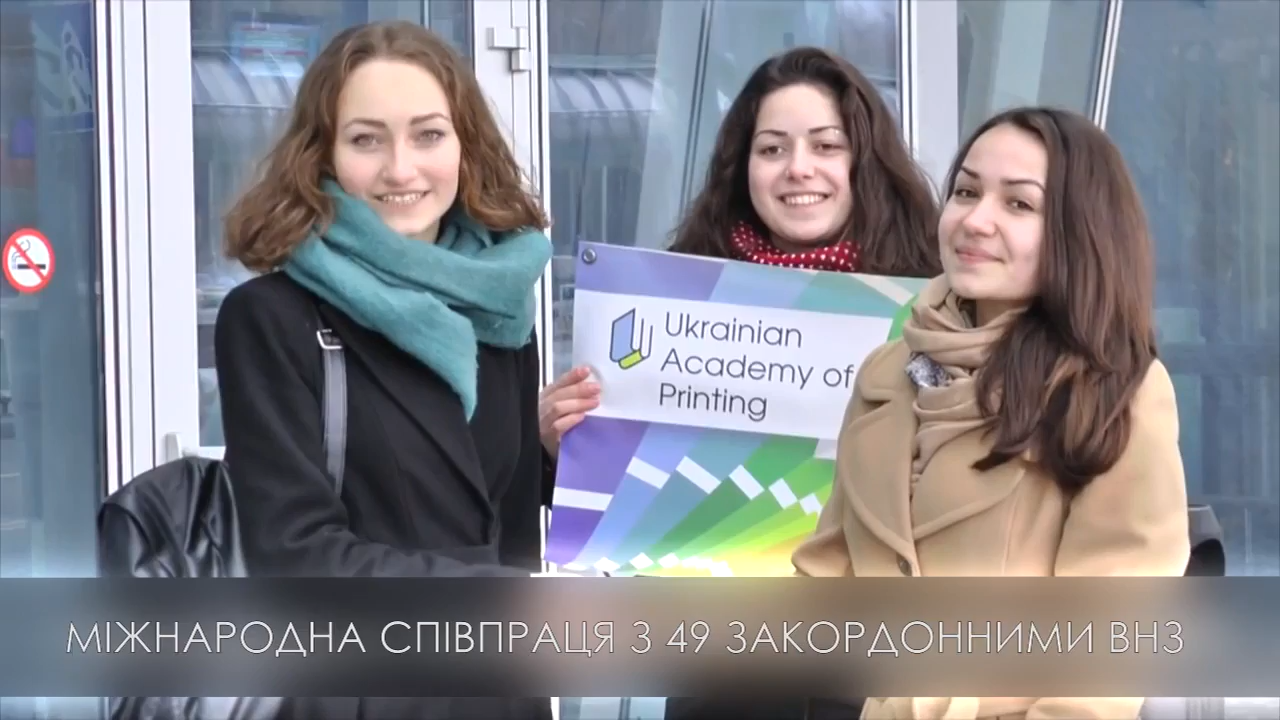 Ukrainian
Academy of
Printing
МІЖНАРОДНА СПІВПРАЦЯ З 49 ЗАКОРДОННИМИ ВНЗ